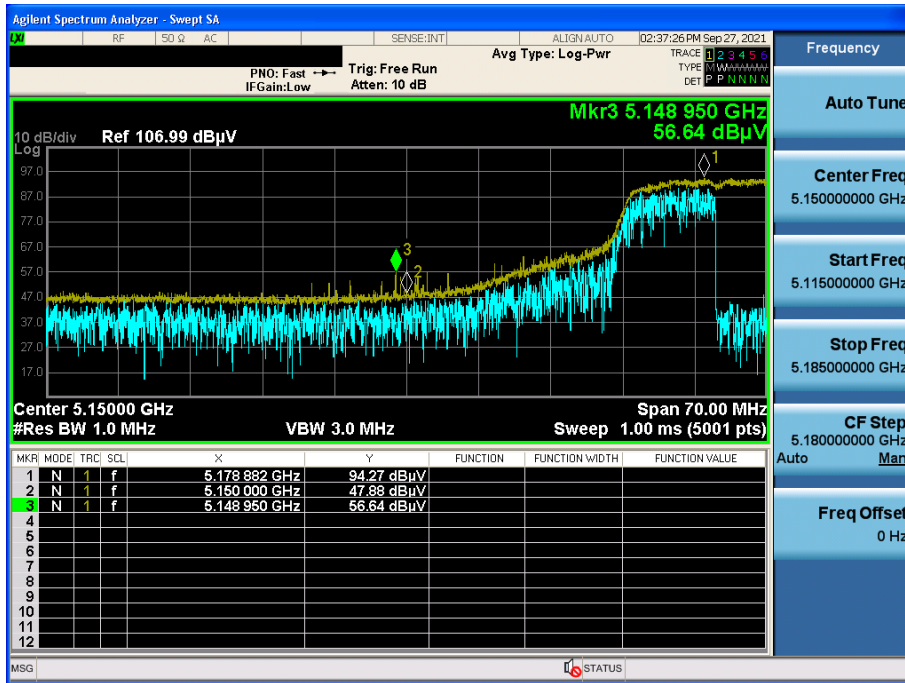 Agilent Spectrum Analyzer - Swept SA
LXI RF 50 Ω AC SENSE:INT ALIGN AUTO 02:37:26 PM Sep 27, 2021
Avg Type: Log-Pwr TRACE 1 2 3 4 5 6
PNO: Fast Trig: Free Run TYPE M WWWWW
IFGain:Low Atten: 10 dB DET P P N N N N
Mkr3 5.148 950 GHz
56.64 dBµV
10 dB/div Ref 106.99 dBµV
Log
97.0
87.0
77.0
67.0
57.0
47.0
37.0
27.0
17.0
1
3
2
Center 5.15000 GHz Span 70.00 MHz
#Res BW 1.0 MHz VBW 3.0 MHz Sweep 1.00 ms (5001 pts)
MKR MODE TRC SCL X Y FUNCTION FUNCTION WIDTH FUNCTION VALUE
1 N 1 f 5.178 882 GHz 94.27 dBµV
2 N 1 f 5.150 000 GHz 47.88 dBµV
3 N 1 f 5.148 950 GHz 56.64 dBµV
4
5
6
7
8
9
10
11
12
MSG STATUS
Frequency
Auto Tune
Center Freq
5.150000000 GHz
Start Freq
5.115000000 GHz
Stop Freq
5.185000000 GHz
CF Step
5.180000000 GHz
Auto Man
Freq Offset
0 Hz